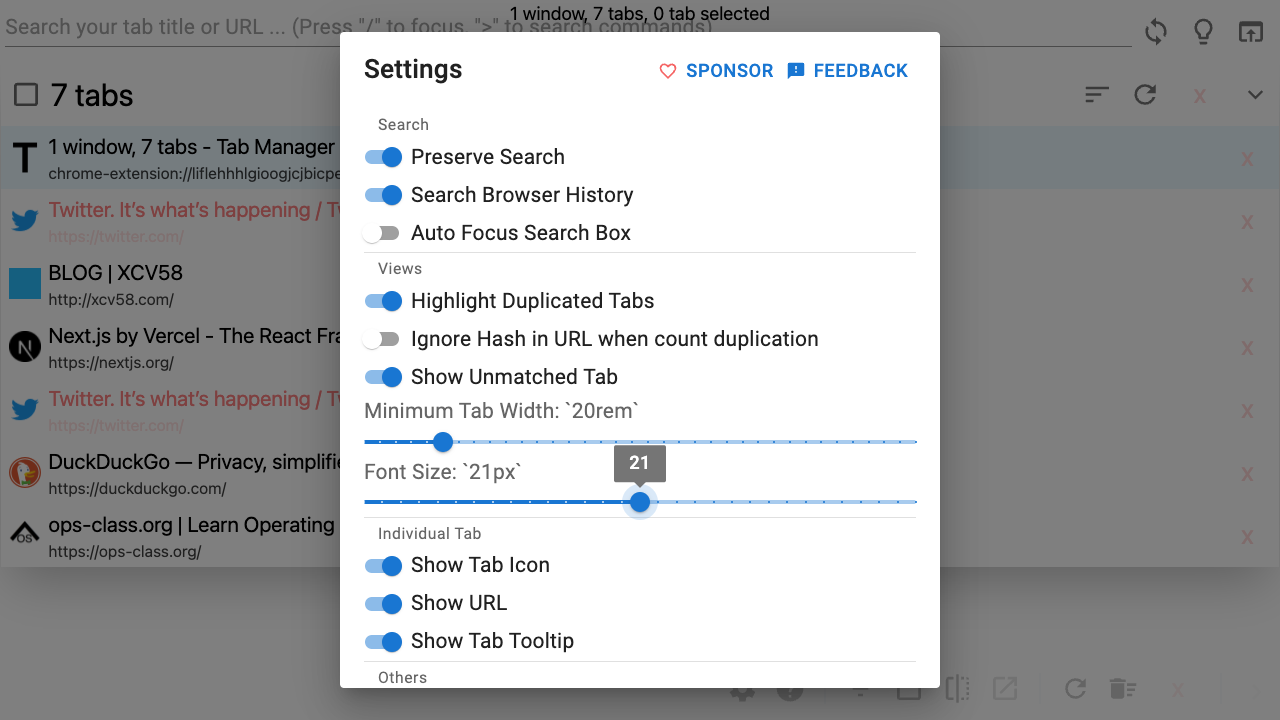 1 window, 7 tabs, 0 tab selected
Search your tab title or URL ... (Press "/" to focus, ">" to search commands)
7 tabs
x
1 window, 7 tabs - Tab Manager
chrome-extension://liflehhhlgioogjcjbicpe
x
Twitter. It's what's happening / Tw
https://twitter.com/
x
BLOG | XCV58
http://xcv58.com/
x
Next.js by Vercel - The React Fra
https://nextjs.org/
x
Twitter. It's what's happening / Tw
https://twitter.com/
x
DuckDuckGo — Privacy, simplifie
https://duckduckgo.com/
x
ops-class.org | Learn Operating
https://ops-class.org/
x
Settings
SPONSOR
FEEDBACK
Search
Preserve Search
Search Browser History
Auto Focus Search Box
Views
Highlight Duplicated Tabs
Ignore Hash in URL when count duplication
Show Unmatched Tab
Minimum Tab Width: `20rem`
21
Font Size: `21px`
Individual Tab
Show Tab Icon
Show URL
Show Tab Tooltip
Others
x